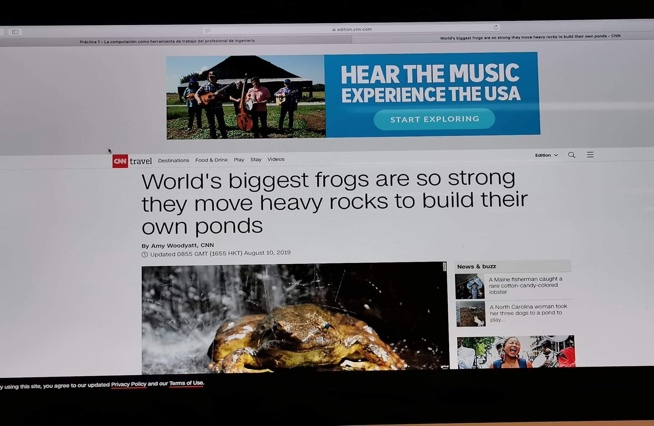 Práctica 1 - La computación como herramienta de trabajo del profesional de ingeniería
edition.cnn.com
World's biggest frogs are so strong they move heavy rocks to build their own ponds - CNN
HEAR THE MUSIC
EXPERIENCE THE USA
START EXPLORING
CNN travel Destinations Food & Drink Play Stay Videos Edition
World's biggest frogs are so strong
they move heavy rocks to build their
own ponds
By Amy Woodyatt, CNN
Updated 0855 GMT (1655 HKT) August 10, 2019
News & buzz
A Maine fisherman caught a
rare cotton-candy-colored
lobster
A North Carolina woman took
her three dogs to a pond to
play...
y using this site, you agree to our updated Privacy Policy and our Terms of Use.